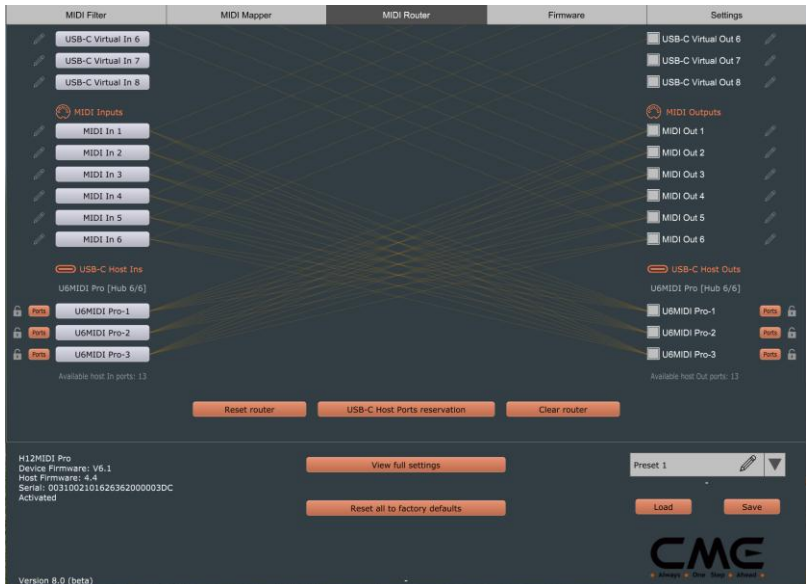 MIDI Filter MIDI Mapper MIDI Router Firmware Settings
USB-C Virtual In 6 USB-C Virtual Out 6
USB-C Virtual In 7 USB-C Virtual Out 7
USB-C Virtual In 8 USB-C Virtual Out 8
MIDI Inputs MIDI Outputs
MIDI In 1 MIDI Out 1
MIDI In 2 MIDI Out 2
MIDI In 3 MIDI Out 3
MIDI In 4 MIDI Out 4
MIDI In 5 MIDI Out 5
MIDI In 6 MIDI Out 6
USB-C Host Ins USB-C Host Outs
U6MIDI Pro [Hub 6/6] U6MIDI Pro [Hub 6/6]
Ports U6MIDI Pro-1 U6MIDI Pro-1 Ports
Ports U6MIDI Pro-2 U6MIDI Pro-2 Ports
Ports U6MIDI Pro-3 U6MIDI Pro-3 Ports
Available host In ports: 13 Available host Out ports: 13
Reset router USB-C Host Ports reservation Clear router
H12MIDI Pro
Device Firmware: V6.1
Host Firmware: 4.4
Serial: 0031002101626362000003DC
Activated
View full settings
Reset all to factory defaults
Preset 1
-
Load Save
CME
Always One Step Ahead
Version 8.0 (beta) -